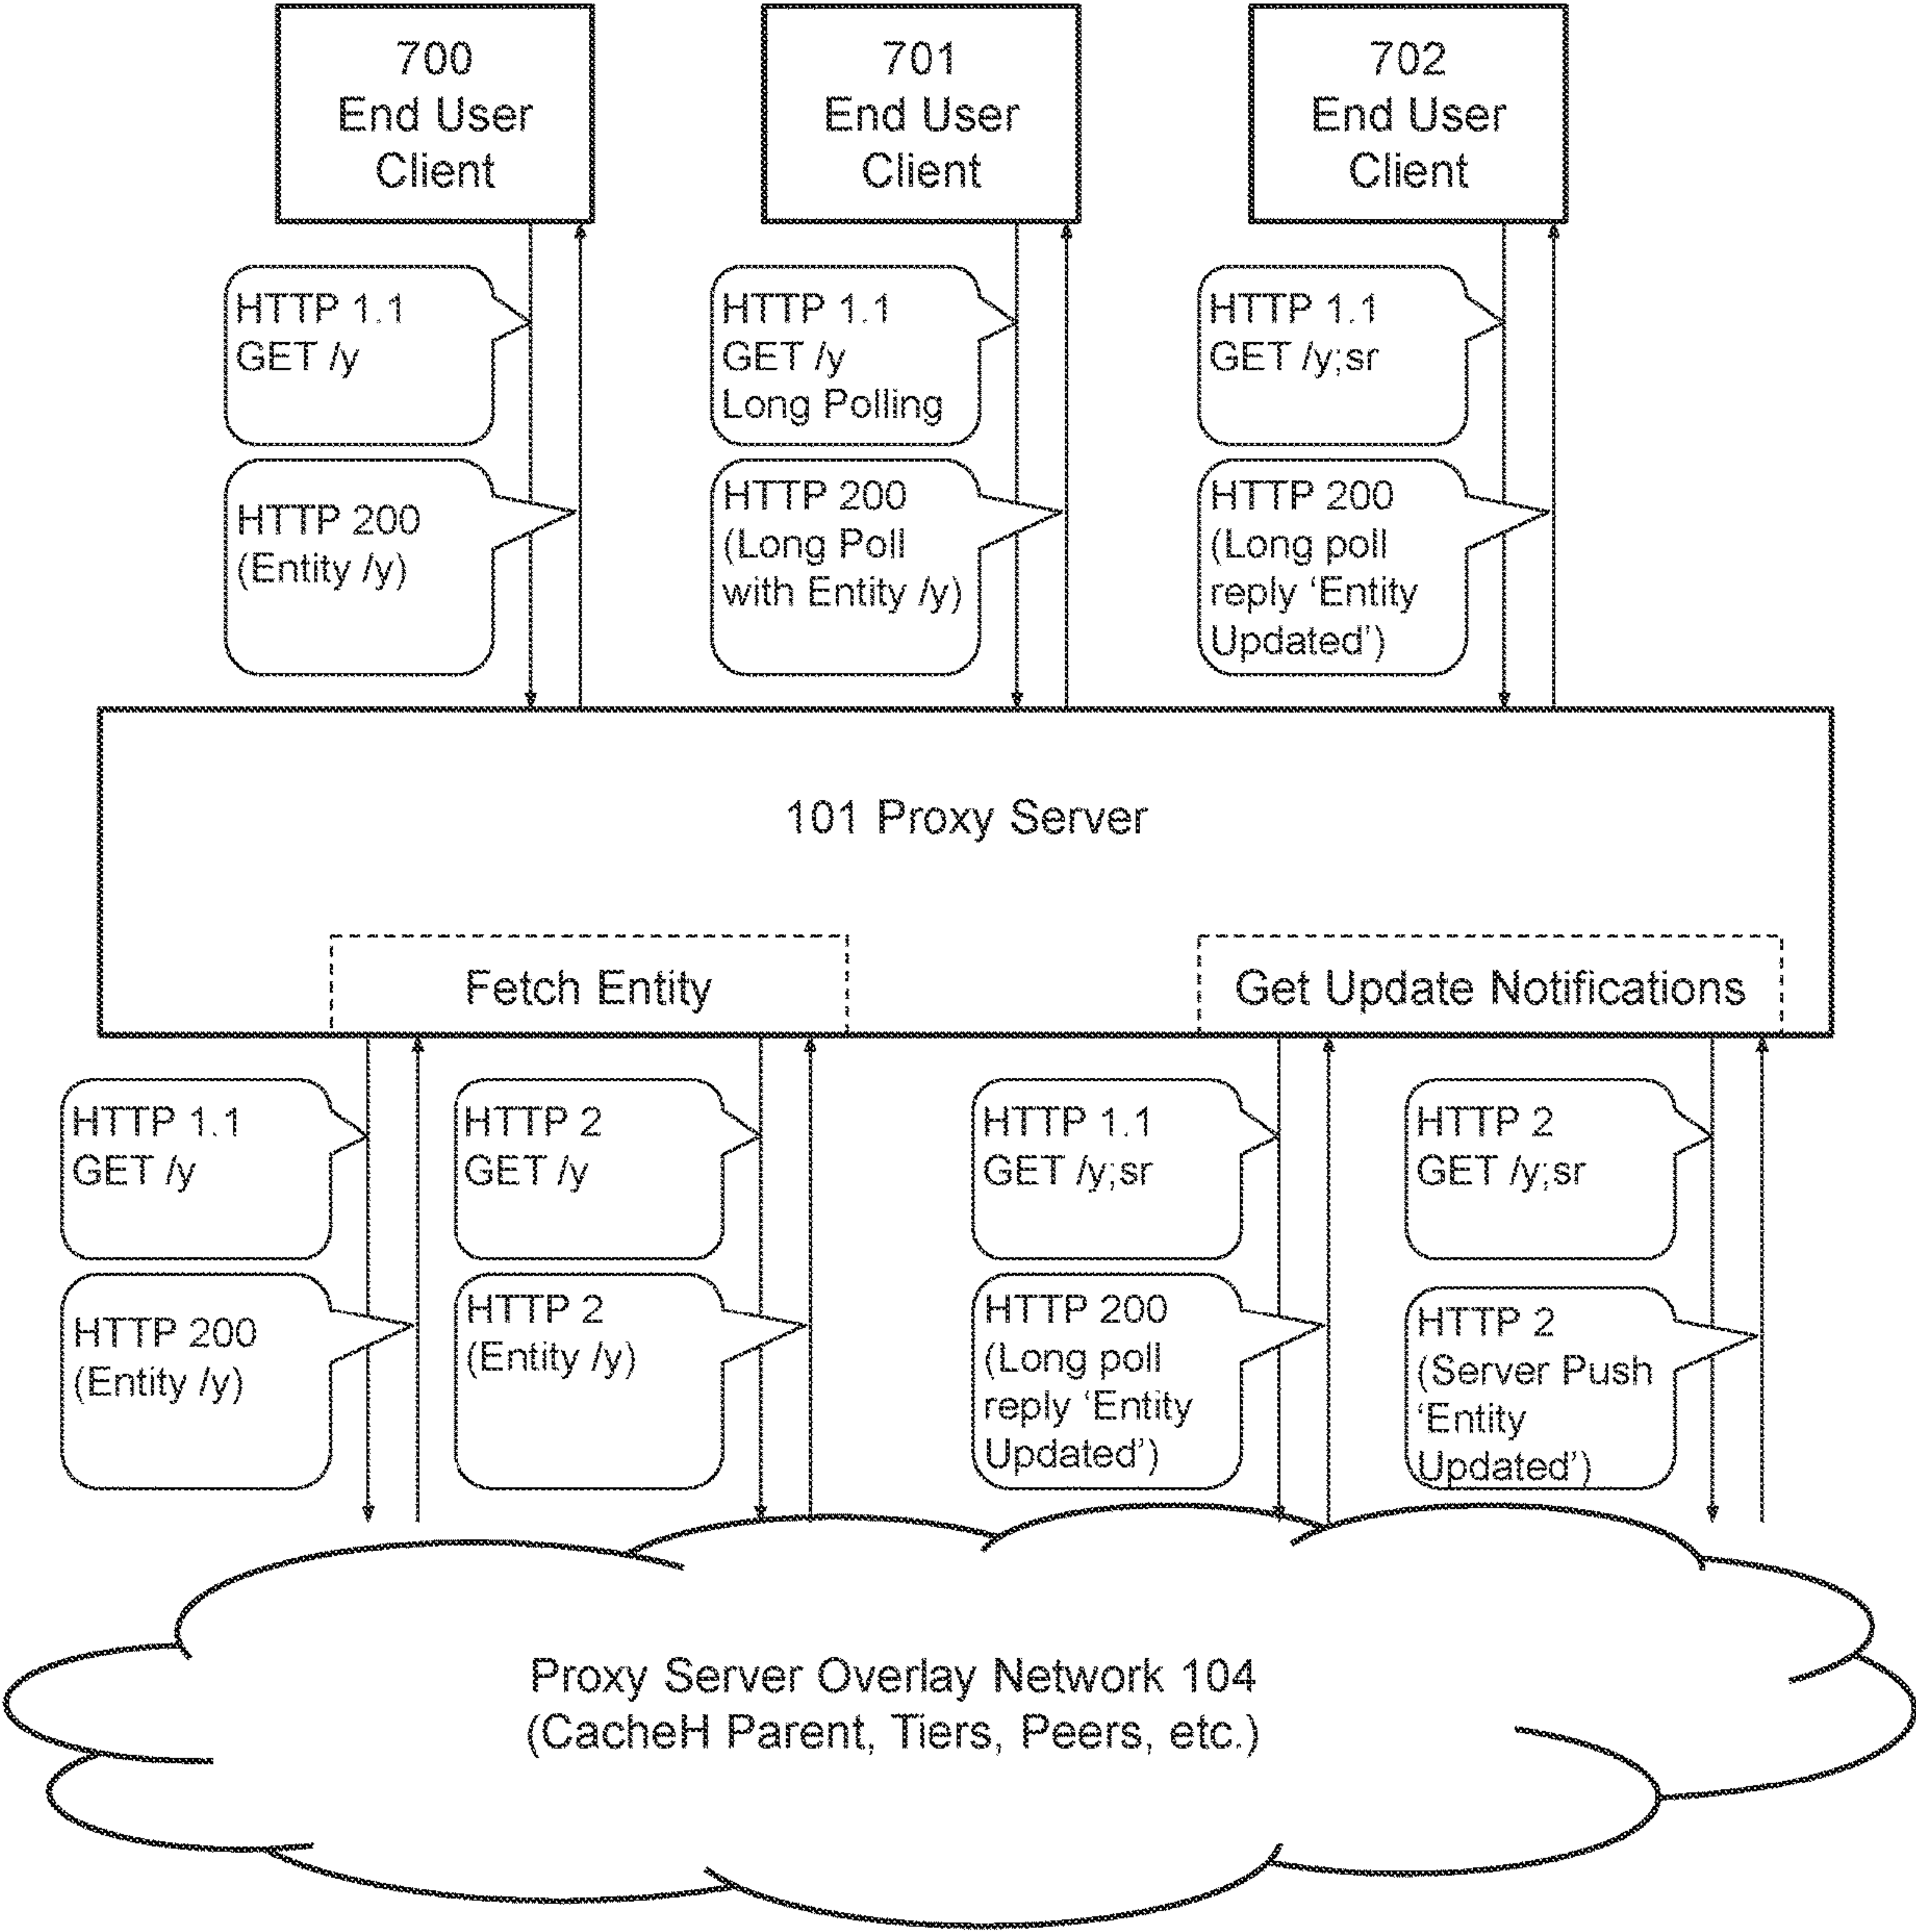 700
End User
Client
701
End User
Client
702
End User
Client
HTTP 1.1
GET /y
HTTP 1.1
GET /y
Long Polling
HTTP 1.1
GET /y;sr
HTTP 200
(Entity /y)
HTTP 200
(Long Poll
with Entity /y)
HTTP 200
(Long poll
reply ‘Entity
Updated’)
101 Proxy Server
Fetch Entity
Get Update Notifications
HTTP 1.1
GET /y
HTTP 2
GET /y
HTTP 1.1
GET /y;sr
HTTP 2
GET /y;sr
HTTP 200
(Entity /y)
HTTP 2
(Entity /y)
HTTP 200
(Long poll
reply ‘Entity
Updated’)
HTTP 2
(Server Push
‘Entity
Updated’)
Proxy Server Overlay Network 104
(CacheH Parent, Tiers, Peers, etc.)